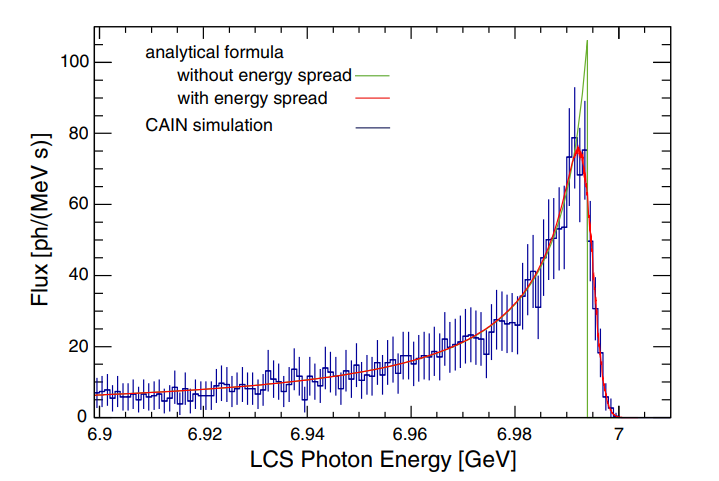 analytical formula
without energy spread
with energy spread
CAIN simulation
100
80
60
40
20
0
Flux [ph/(MeV s)]
6.9 6.92 6.94 6.96 6.98 7
LCS Photon Energy [GeV]